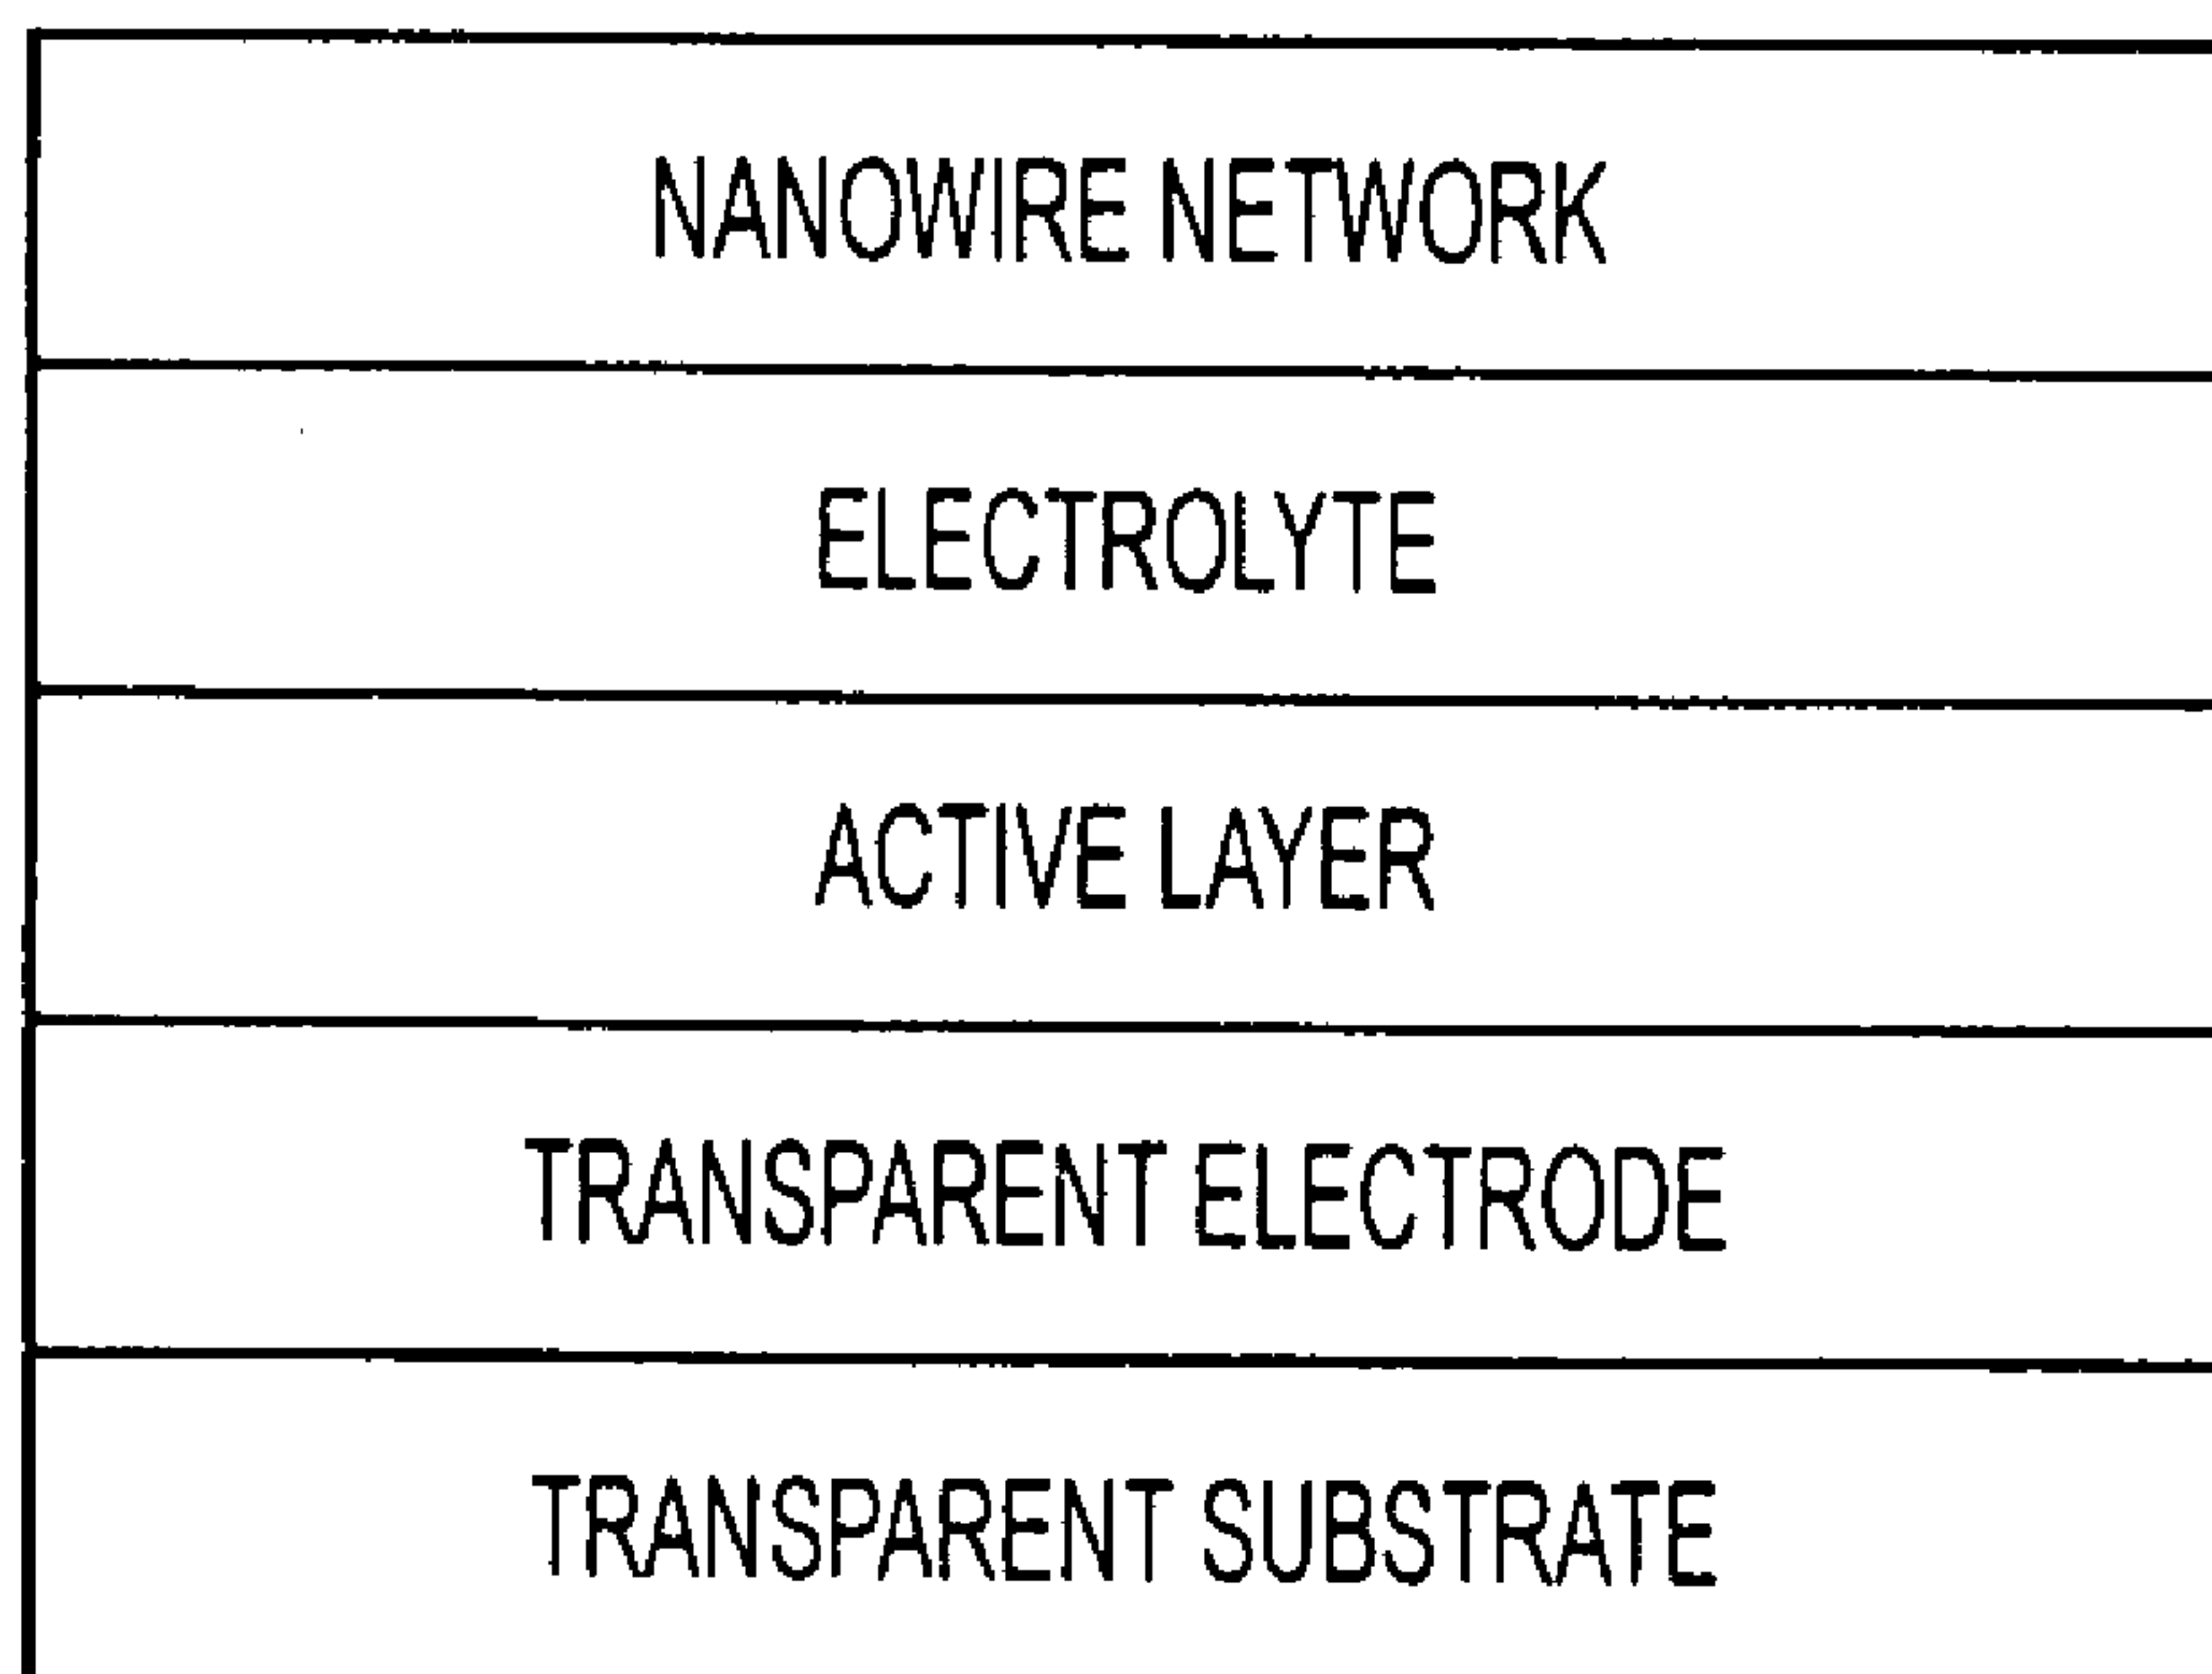 NANOWIRE NETWORK
ELECTROLYTE
ACTIVE LAYER
TRANSPARENT ELECTRODE
TRANSPARENT SUBSTRATE